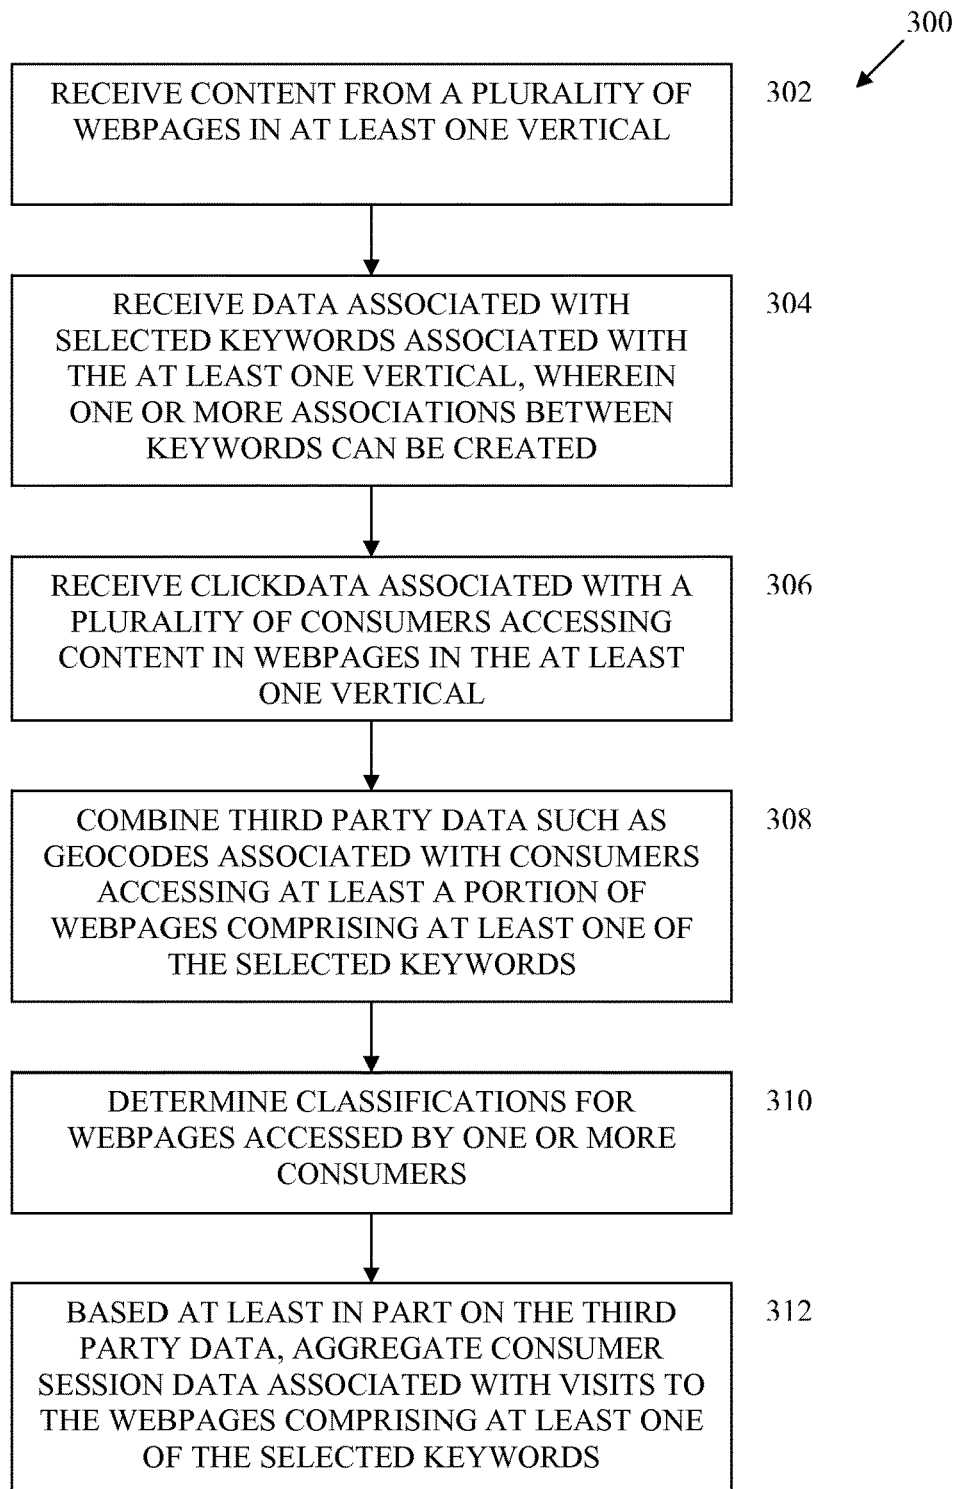 300
RECEIVE CONTENT FROM A PLURALITY OF
WEBPAGES IN AT LEAST ONE VERTICAL
302
RECEIVE DATA ASSOCIATED WITH
SELECTED KEYWORDS ASSOCIATED WITH
THE AT LEAST ONE VERTICAL, WHEREIN
ONE OR MORE ASSOCIATIONS BETWEEN
KEYWORDS CAN BE CREATED
304
RECEIVE CLICKDATA ASSOCIATED WITH A
PLURALITY OF CONSUMERS ACCESSING
CONTENT IN WEBPAGES IN THE AT LEAST
ONE VERTICAL
306
COMBINE THIRD PARTY DATA SUCH AS
GEOCODES ASSOCIATED WITH CONSUMERS
ACCESSING AT LEAST A PORTION OF
WEBPAGES COMPRISING AT LEAST ONE OF
THE SELECTED KEYWORDS
308
DETERMINE CLASSIFICATIONS FOR
WEBPAGES ACCESSED BY ONE OR MORE
CONSUMERS
310
BASED AT LEAST IN PART ON THE THIRD
PARTY DATA, AGGREGATE CONSUMER
SESSION DATA ASSOCIATED WITH VISITS TO
THE WEBPAGES COMPRISING AT LEAST ONE
OF THE SELECTED KEYWORDS
312